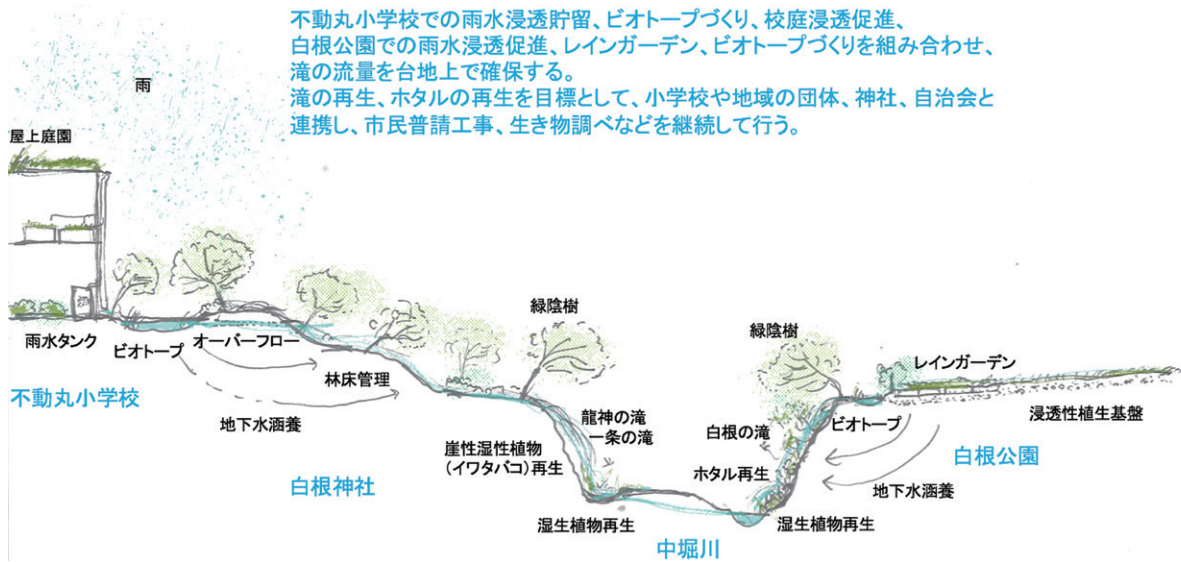 不動丸小学校での雨水浸透貯留、ビオトープづくり、校庭浸透促進、
白根公園での雨水浸透促進、レインガーデン、ビオトープづくりを組み合わせ、
滝の流量を台地上で確保する。
滝の再生、ホタルの再生を目標として、小学校や地域の団体、神社、自治会と
連携し、市民普請工事、生き物調べなどを継続して行う。
雨
屋上庭園
雨水タンク
ビオトープ
オーバーフロー
不動丸小学校
地下水涵養
林床管理
白根神社
緑陰樹
崖性湿性植物
(イワタバコ)再生
龍神の滝
一条の滝
湿生植物再生
中堀川
緑陰樹
白根の滝
ホタル再生
湿生植物再生
ビオトープ
レインガーデン
浸透性植生基盤
白根公園
地下水涵養